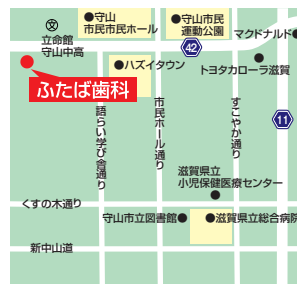 守山
市民市民ホール
守山市民
運動公園
文
立命館
守山中高
マクドナルド
42
ハズイタウン
トヨタカローラ滋賀
ふたば歯科
語らい学び舎通り
市民ホール通り
すこやか通り
11
滋賀県立
小児保健医療センター
くすの木通り
守山市立図書館
滋賀県立総合病院
新中山道